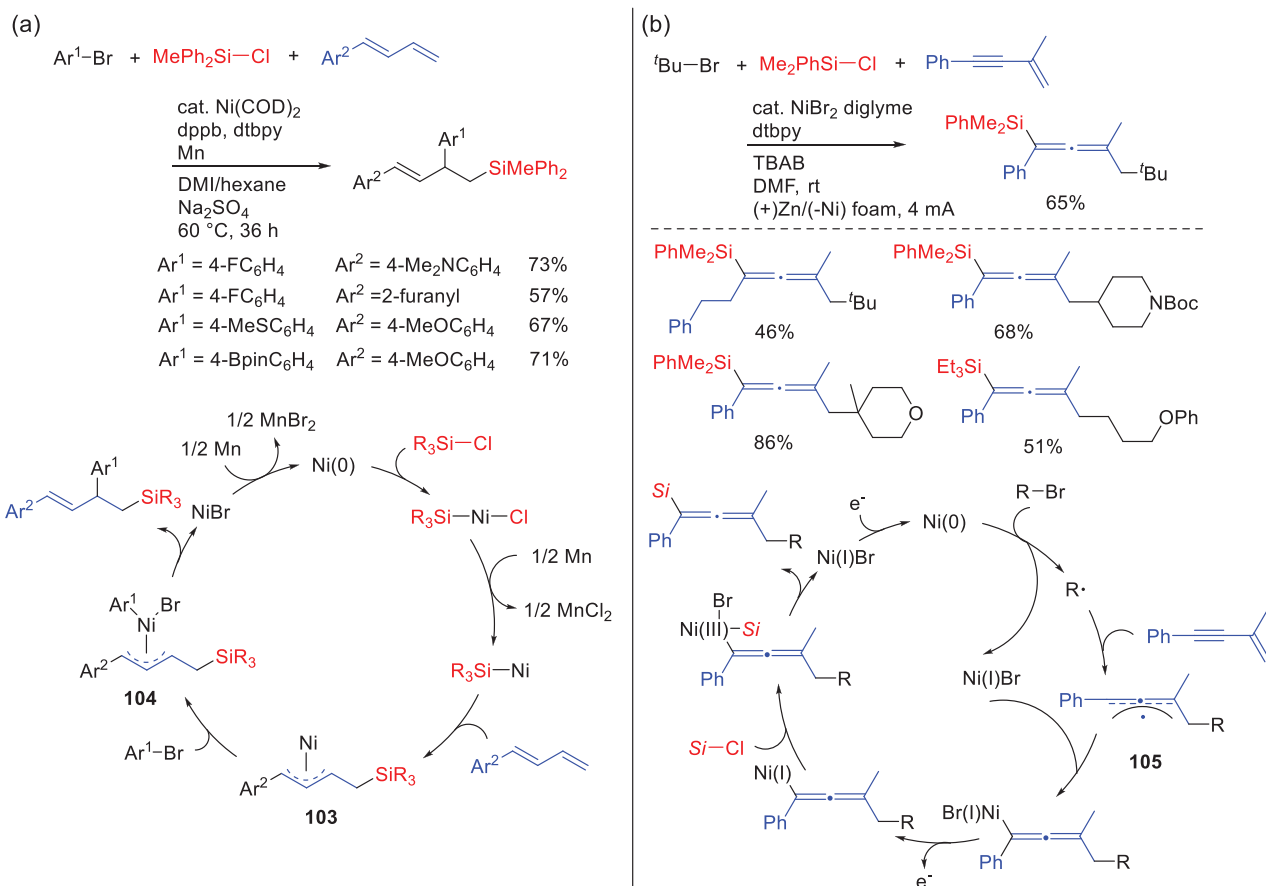 (a)
Ar¹–Br + MePh₂Si–Cl + Ar²
cat. Ni(COD)₂
dppb, dtbpy
Mn
DMI/hexane
Na₂SO₄
60 °C, 36 h
Ar¹
Ar²
SiMePh₂
Ar¹ = 4-FC₆H₄ Ar² = 4-Me₂NC₆H₄ 73%
Ar¹ = 4-FC₆H₄ Ar² =2-furanyl 57%
Ar¹ = 4-MeSC₆H₄ Ar² = 4-MeOC₆H₄ 67%
Ar¹ = 4-BpinC₆H₄ Ar² = 4-MeOC₆H₄ 71%
1/2 MnBr₂
1/2 Mn
Ni(0)
R₃Si–Cl
Ar¹
Ar²
SiR₃
NiBr
R₃Si–Ni–Cl
1/2 Mn
1/2 MnCl₂
Ar¹
Br
Ni
Ar²
SiR₃
104
R₃Si–Ni
Ar¹–Br
Ar²
Ni
Ar²
SiR₃
103
(b)
ᵗBu–Br + Me₂PhSi–Cl + Ph
cat. NiBr₂ diglyme
dtbpy
TBAB
DMF, rt
(+)Zn/(-Ni) foam, 4 mA
PhMe₂Si
Ph
ᵗBu
65%
PhMe₂Si
Ph
ᵗBu
46%
PhMe₂Si
Ph
NBoc
68%
PhMe₂Si
Ph
O
86%
Et₃Si
Ph
OPh
51%
Si
Ph
R
e⁻
Ni(0)
R–Br
Ni(I)Br
R·
Ph
Br
Ni(III)–Si
Ph
R
Ni(I)Br
Ph
R
105
Si–Cl
Ni(I)
Ph
R
Br(I)Ni
Ph
R
e⁻